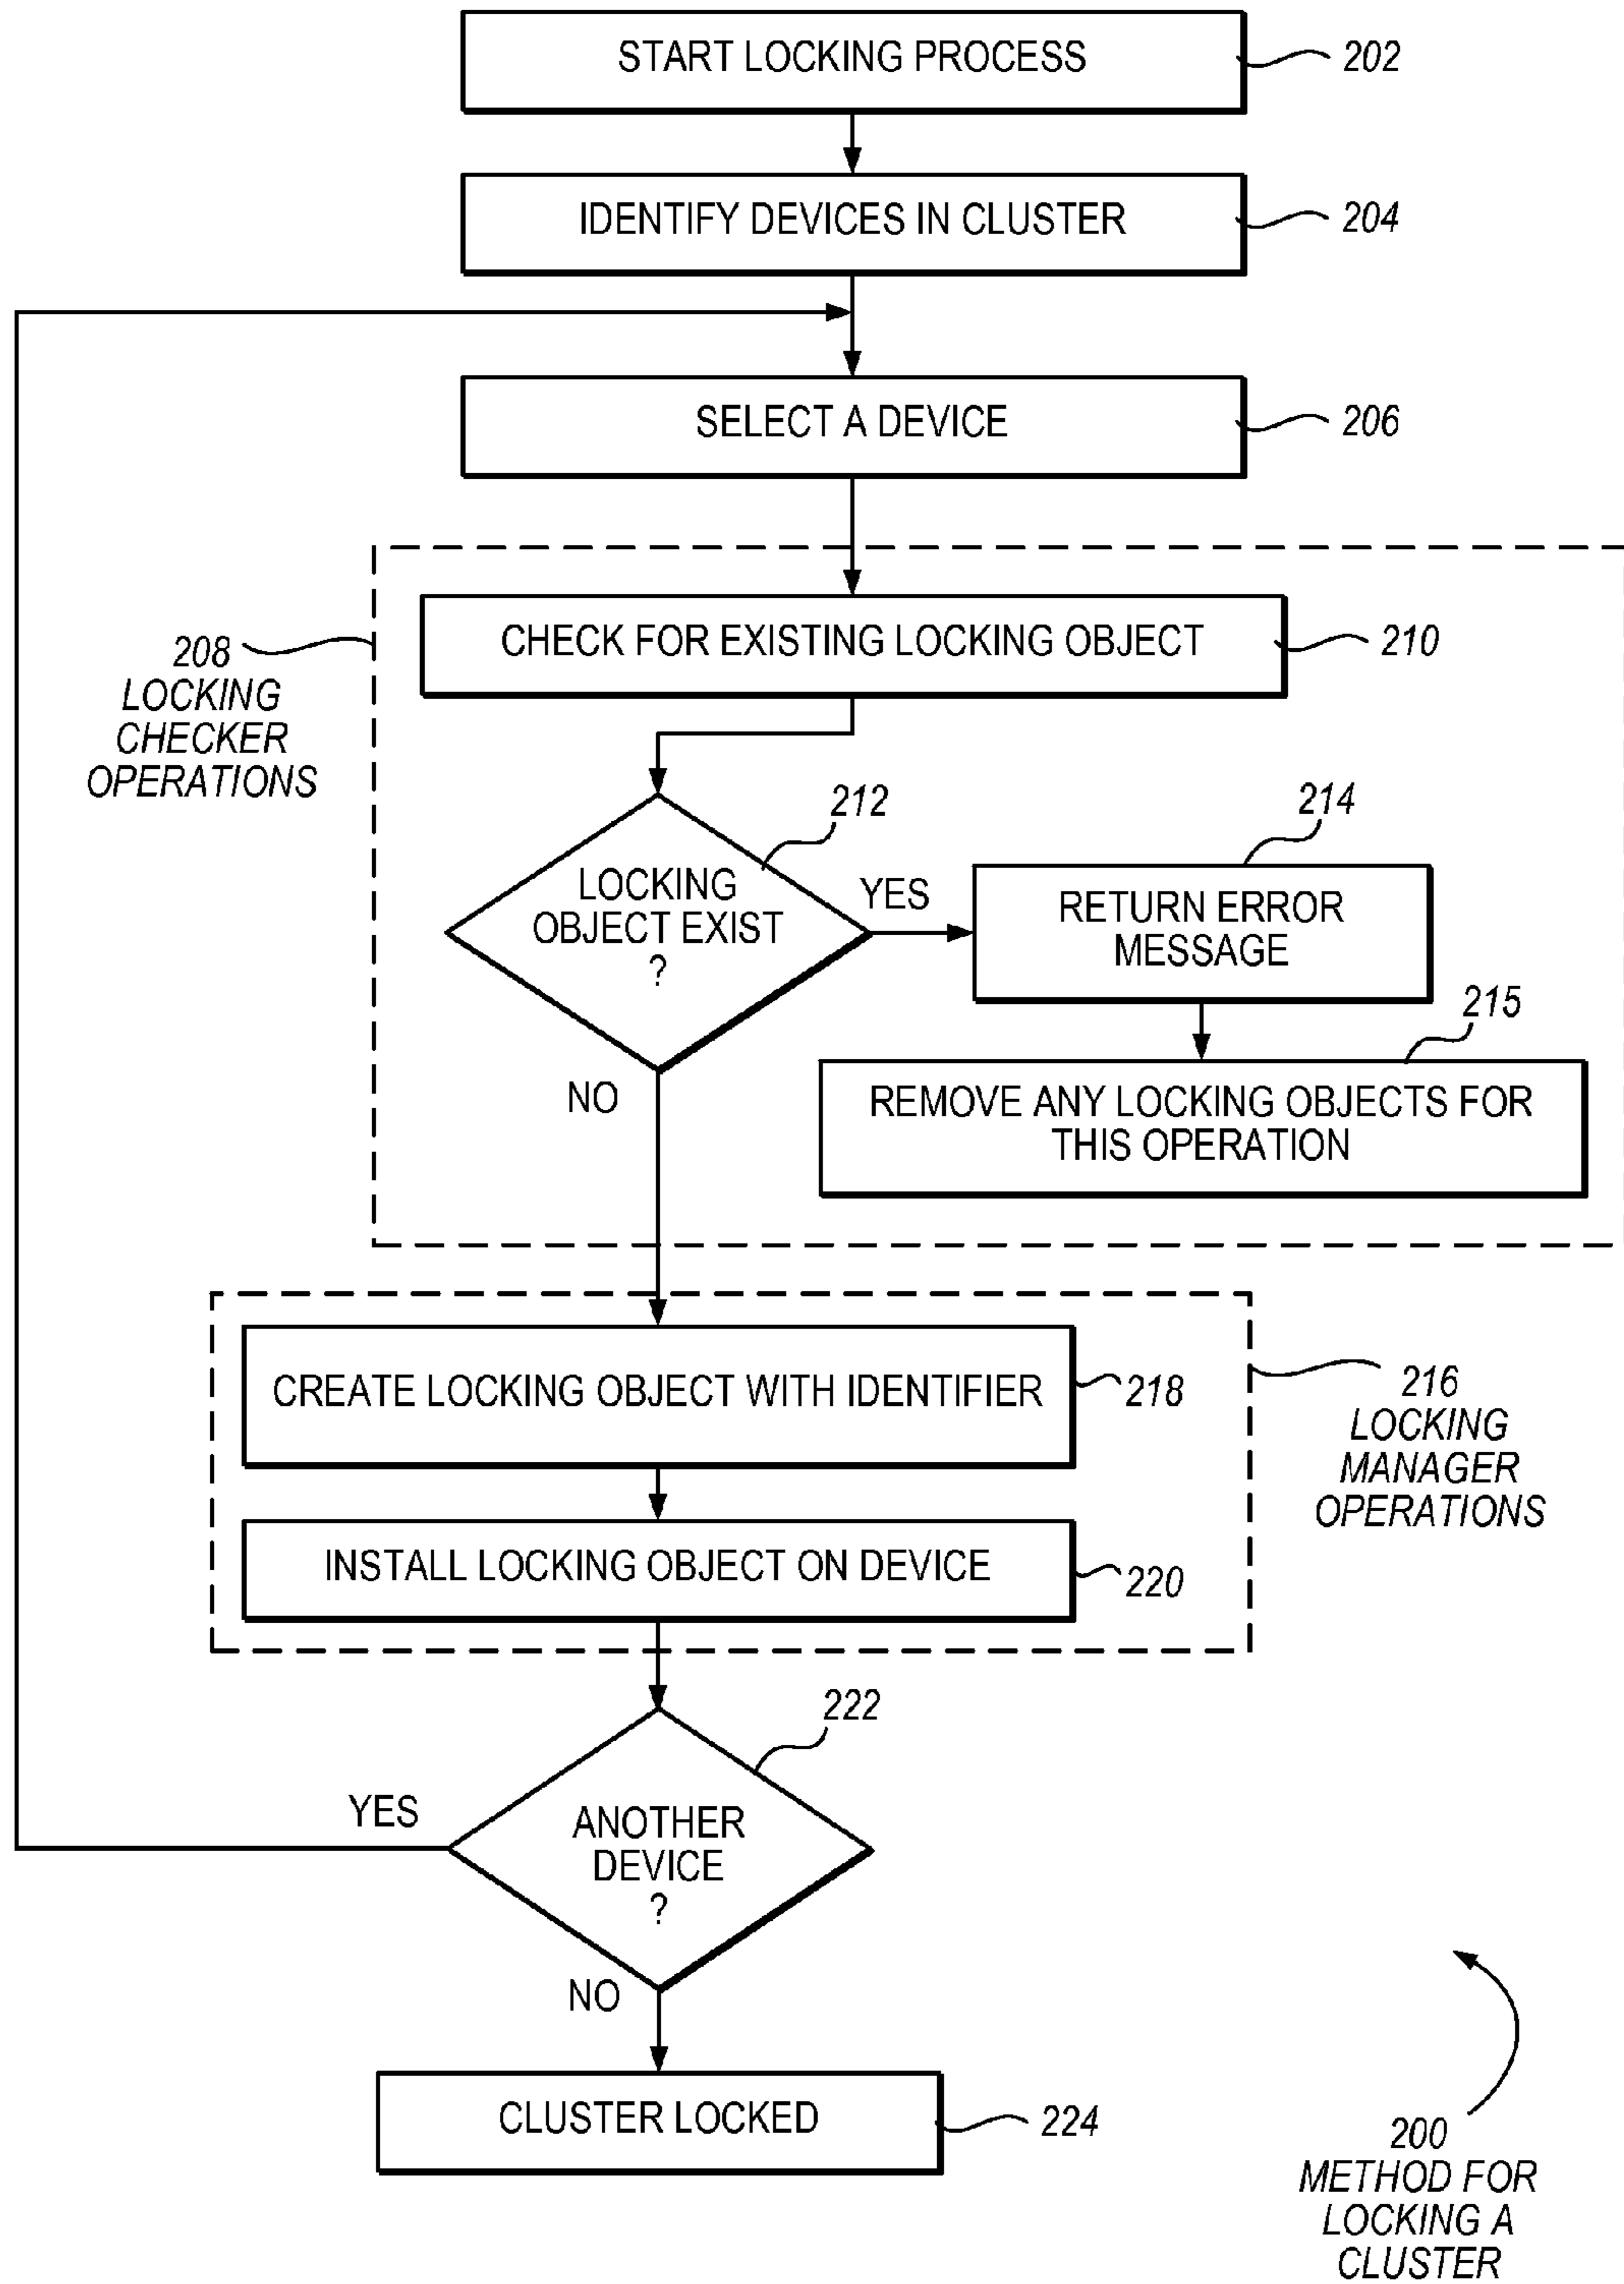 START LOCKING PROCESS
202
IDENTIFY DEVICES IN CLUSTER
204
SELECT A DEVICE
206
CHECK FOR EXISTING LOCKING OBJECT
210
208
LOCKING
CHECKER
OPERATIONS
212
LOCKING
OBJECT EXIST
?
YES
214
RETURN ERROR
MESSAGE
215
REMOVE ANY LOCKING OBJECTS FOR
THIS OPERATION
NO
CREATE LOCKING OBJECT WITH IDENTIFIER
218
216
LOCKING
MANAGER
OPERATIONS
INSTALL LOCKING OBJECT ON DEVICE
220
222
YES
ANOTHER
DEVICE
?
NO
CLUSTER LOCKED
224
200
METHOD FOR
LOCKING A
CLUSTER